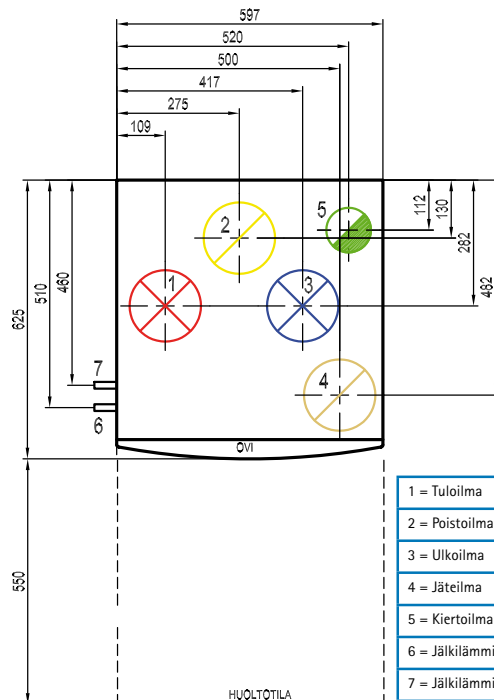 597
520
500
417
275
109
112
130
282
482
625
510
460
550
5
2
1
3
4
7
6
OVI
HUOLTOTILA
1 = Tuloilma
2 = Poistoilma
3 = Ulkoilma
4 = Jäteilma
5 = Kiertoilma
6 = Jälkilämmi
7 = Jälkilämmi